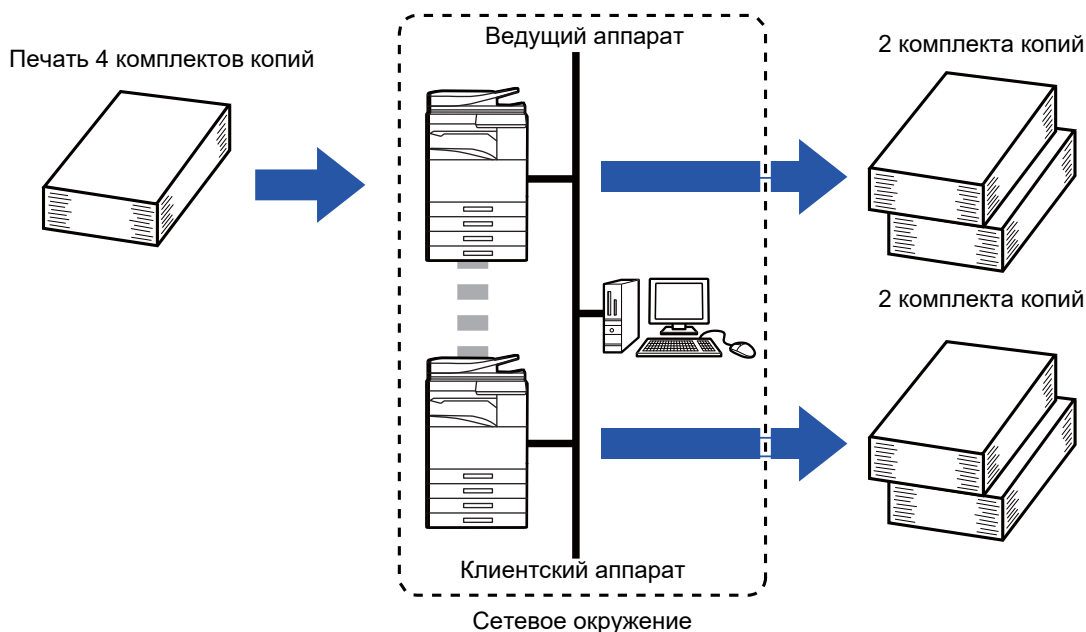 Печать 4 комплектов копий
Ведущий аппарат
2 комплекта копий
2 комплекта копий
Клиентский аппарат
Сетевое окружение